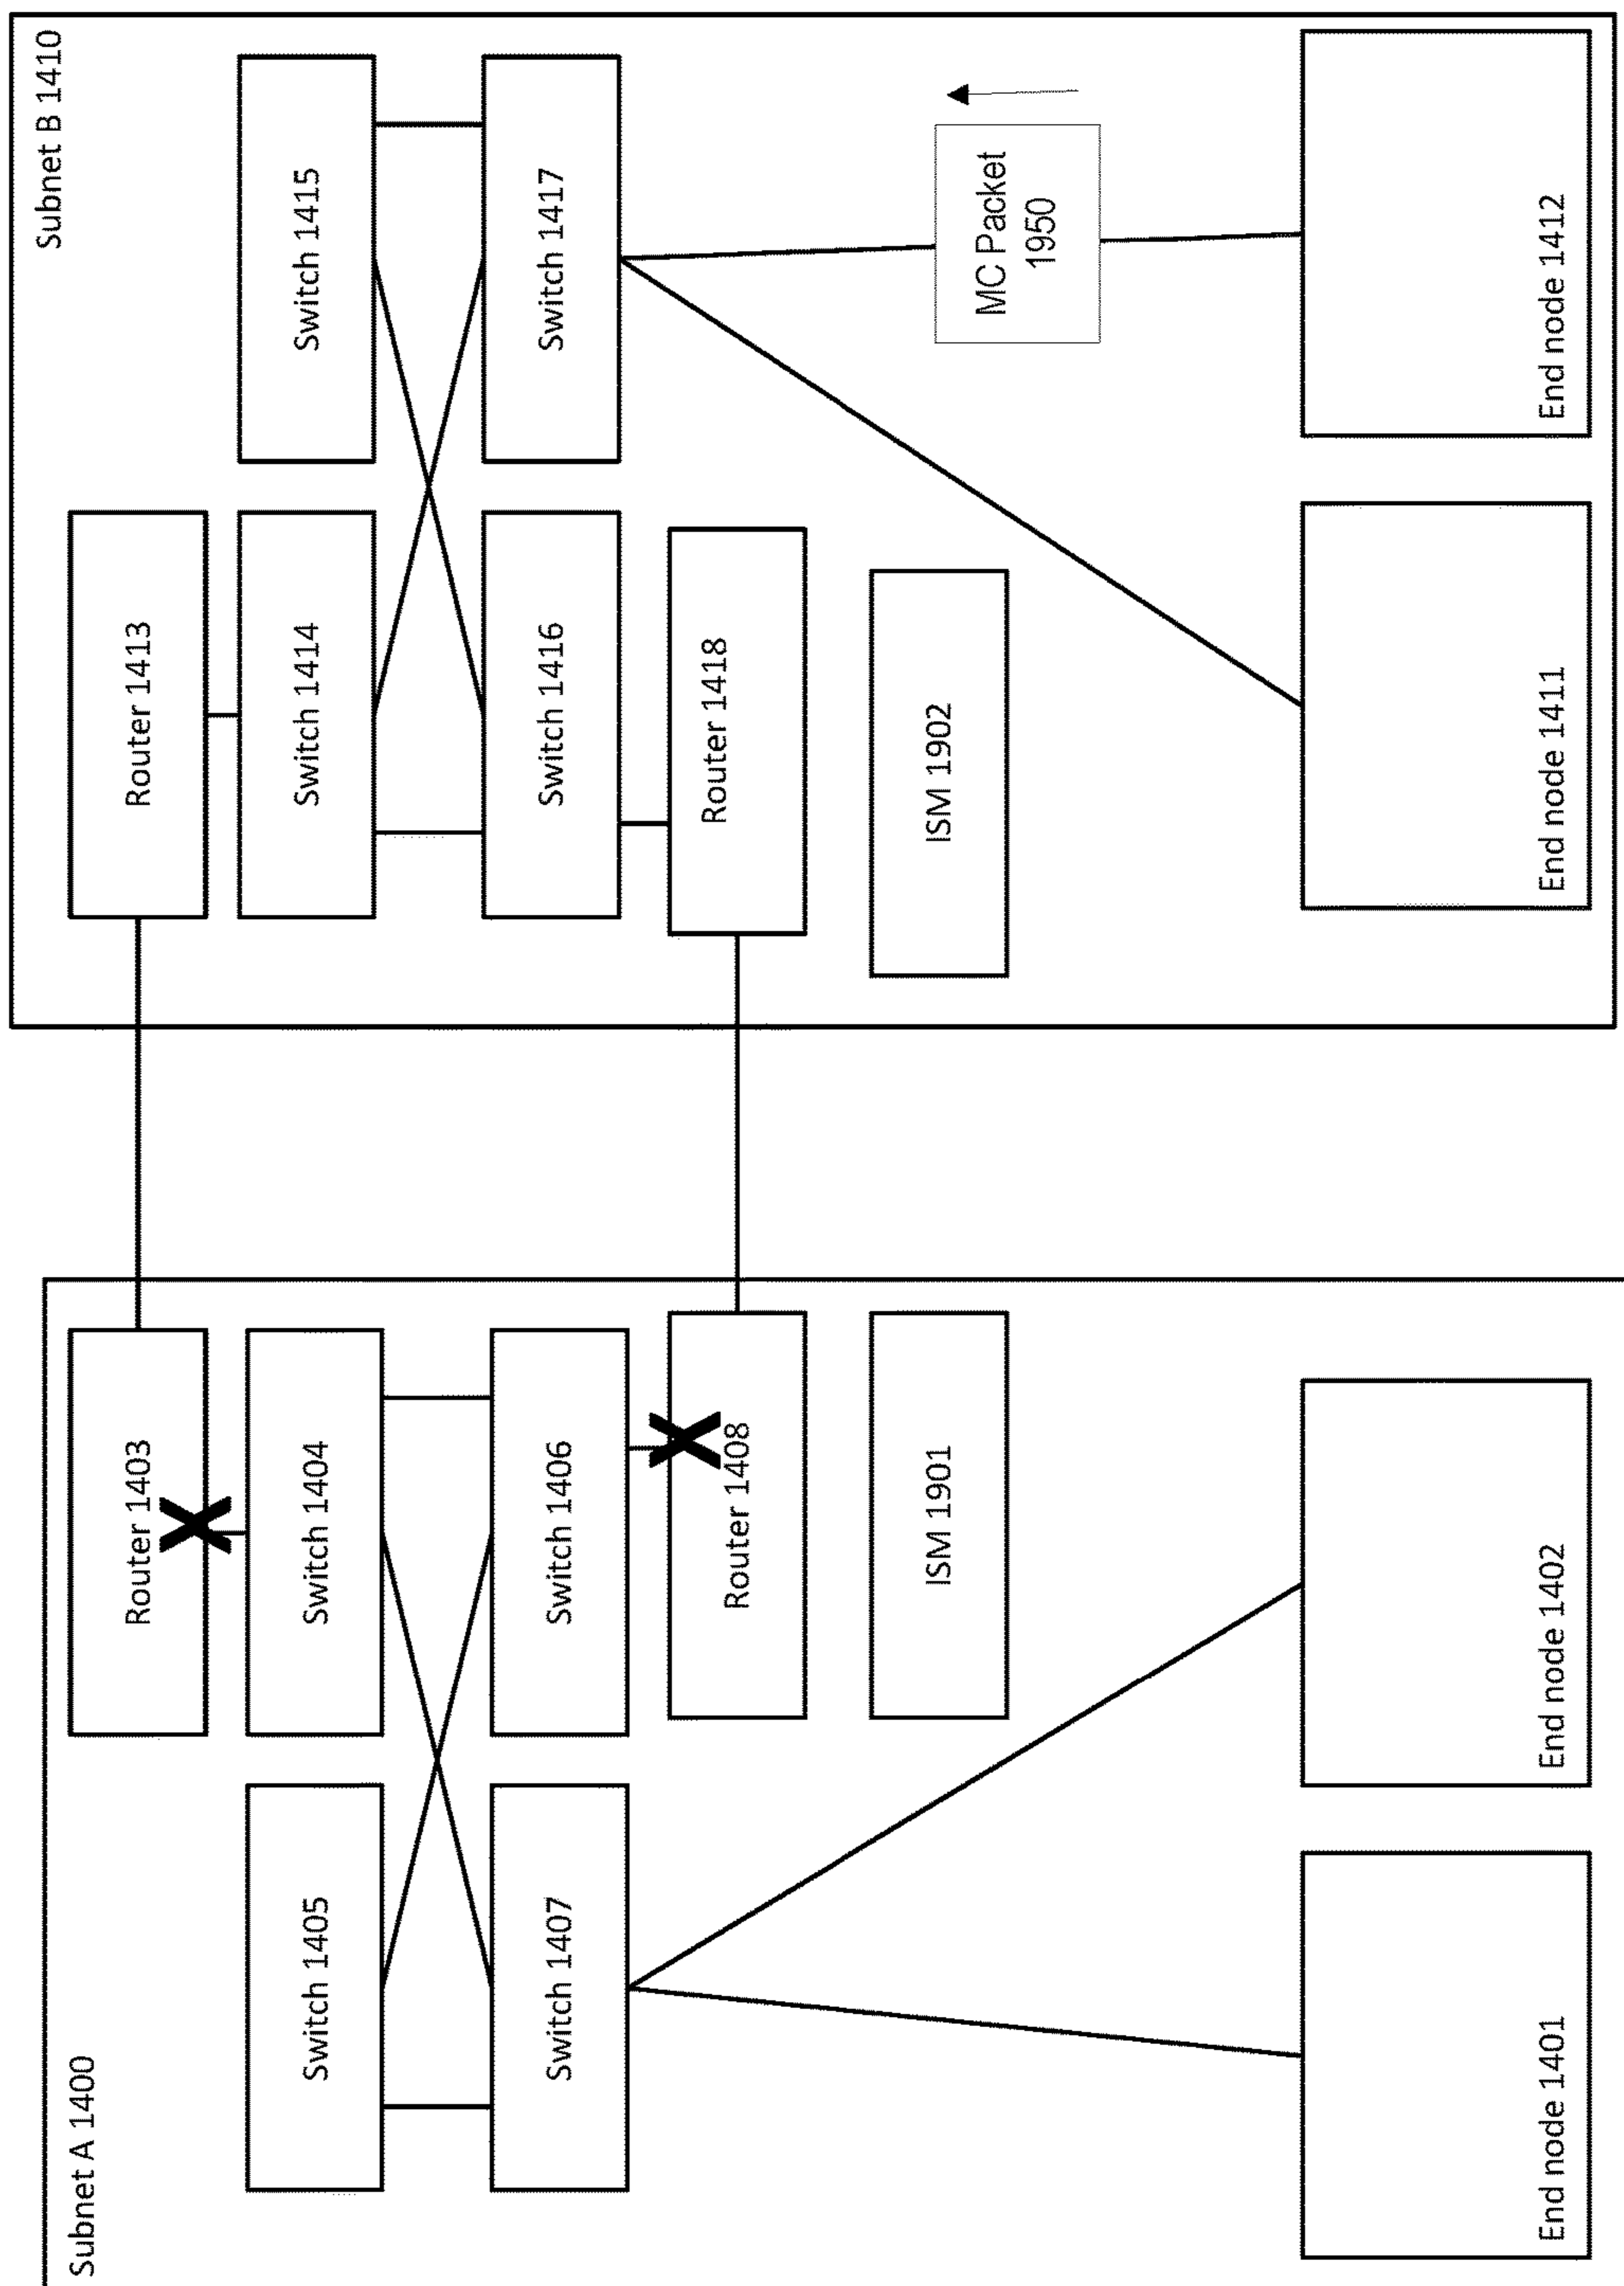 Subnet A 1400
Router 1403
Switch 1405
Switch 1404
Switch 1407
Switch 1406
Router 1408
ISM 1901
End node 1401
End node 1402
Subnet B 1410
Router 1413
Switch 1414
Switch 1415
Switch 1416
Switch 1417
Router 1418
ISM 1902
MC Packet
1950
End node 1411
End node 1412